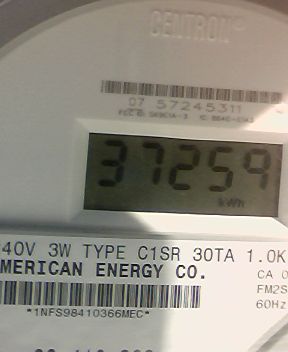 CENTRON®
07 57245311
37259
kWh
40V 3W TYPE C1SR 30TA 1.0K
MERICAN ENERGY CO.
CA 0
FM2S
60Hz
*1NFS98410366MEC*